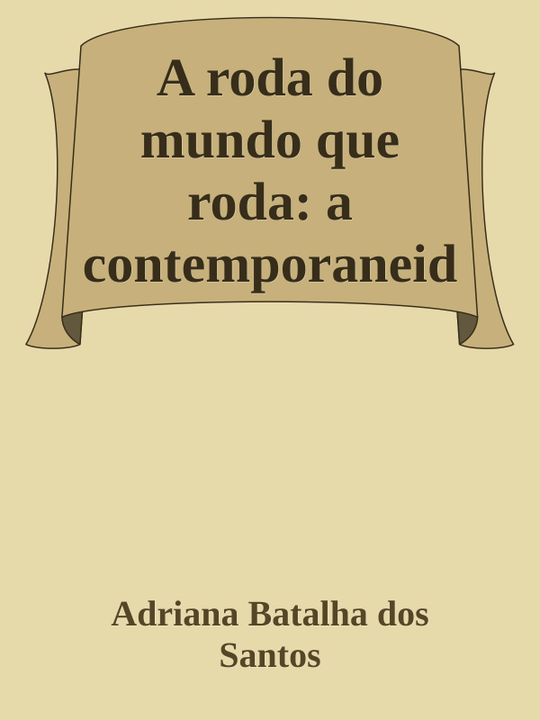 A roda do
mundo que
roda: a
contemporaneid
Adriana Batalha dos
Santos